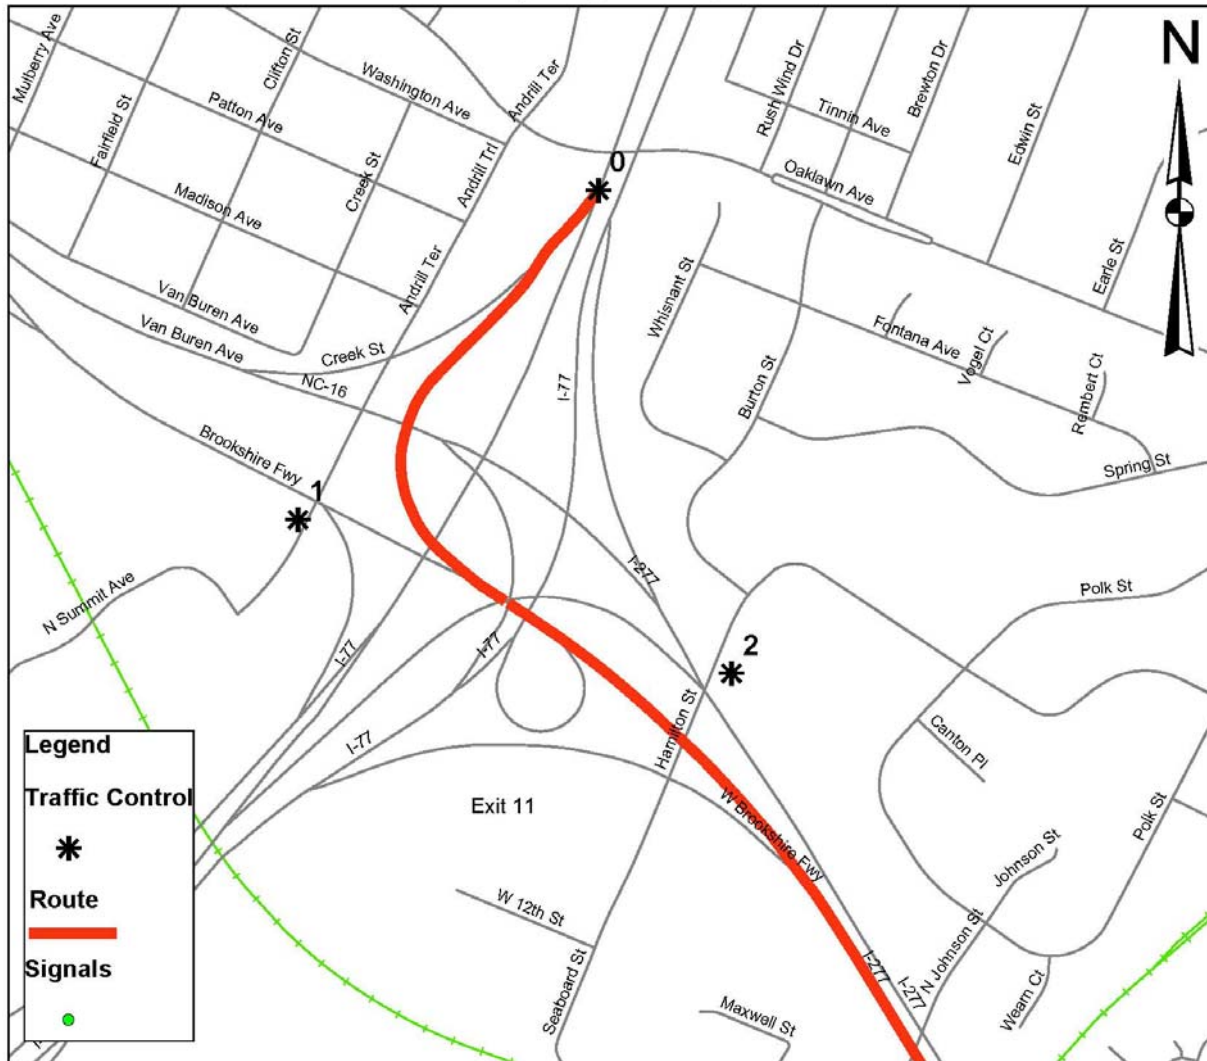 N
Mulberry Ave
Clifton St
Washington Ave
Andrill Ter
Rush Wind Dr
Tinnin Ave
Brewton Dr
Edwin St
Fairfield St
Patton Ave
Creek St
Andrill Trl
0
Oaklawn Ave
Madison Ave
Andrill Ter
Whisnant St
Earle St
Van Buren Ave
Van Buren Ave
Creek St
NC-16
I-77
Burton St
Fontana Ave
Vogel Ct
Rembert Ct
Brookshire Fwy
1
Spring St
I-277
Polk St
N Summit Ave
I-77
I-77
2
Hamilton St
Canton Pl
I-77
Exit 11
W Brookshire Fwy
Polk St
Johnson St
W 12th St
N Johnson St
I-277
I-277
Seaboard St
Wearn Ct
Maxwell St
Legend
Traffic Control
Route
Signals